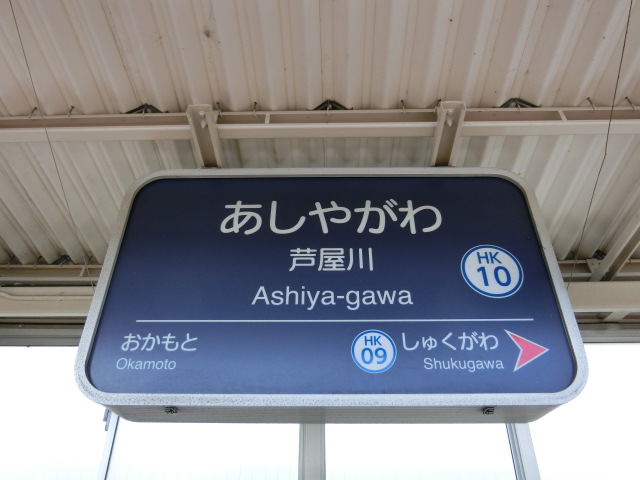 あしやがわ
芦屋川
HK
10
Ashiya-gawa
おかもと
Okamoto
HK
09
しゅくがわ
Shukugawa